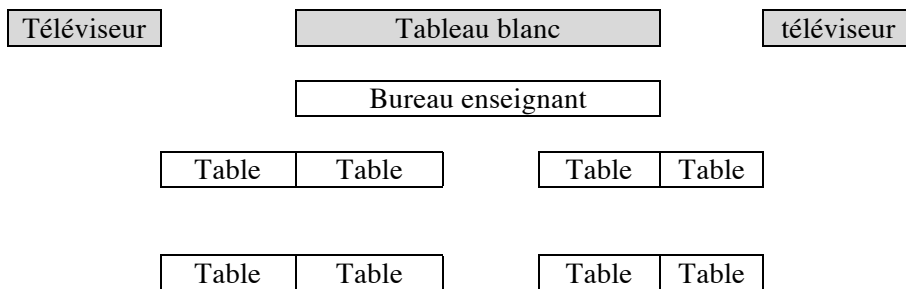 Téléviseur Tableau blanc téléviseur
Bureau enseignant
Table Table Table Table
Table Table Table Table